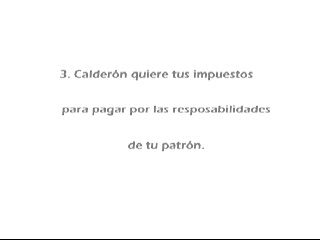 3. Calderón quiere tus impuestos
para pagar por las resposabilidades
de tu patrón.